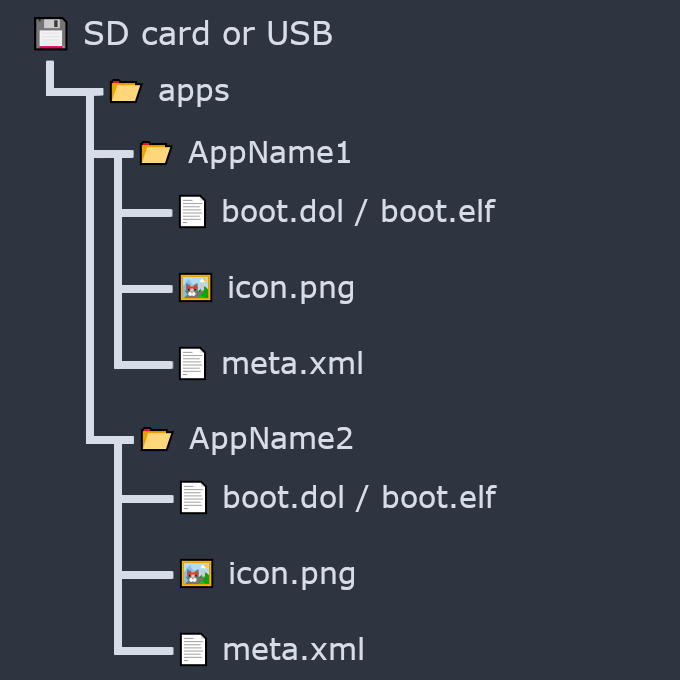 SD card or USB
apps
AppName1
boot.dol / boot.elf
icon.png
meta.xml
AppName2
boot.dol / boot.elf
icon.png
meta.xml